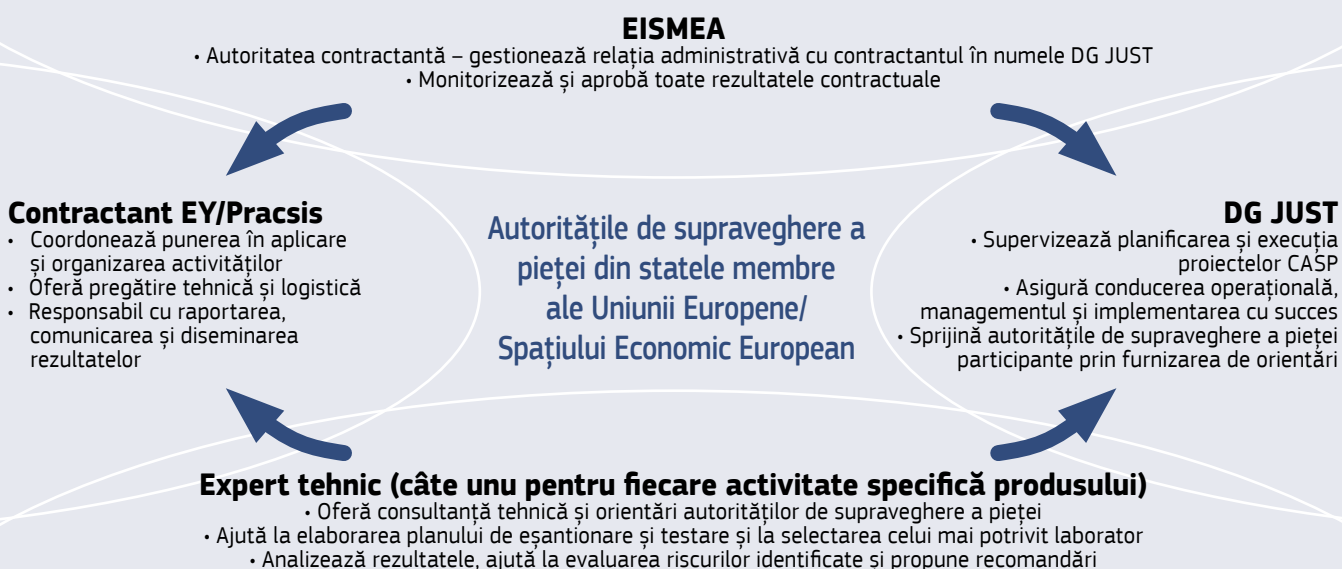 EISMEA
• Autoritatea contractantă – gestionează relația administrativă cu contractantul în numele DG JUST
• Monitorizează și aprobă toate rezultatele contractuale
Contractant EY/Pracsis
• Coordonează punerea în aplicare
și organizarea activităților
• Oferă pregătire tehnică și logistică
• Responsabil cu raportarea,
comunicarea și diseminarea
rezultatelor
Autoritățile de supraveghere a
pieței din statele membre
ale Uniunii Europene/
Spațiului Economic European
DG JUST
• Supervizează planificarea și execuția
proiectelor CASP
• Asigură conducerea operațională,
managementul și implementarea cu succes
• Sprijină autoritățile de supraveghere a pieței
participante prin furnizarea de orientări
Expert tehnic (câte unu pentru fiecare activitate specifică produsului)
• Oferă consultanță tehnică și orientări autorităților de supraveghere a pieței
• Ajută la elaborarea planului de eșantionare și testare și la selectarea celui mai potrivit laborator
• Analizează rezultatele, ajută la evaluarea riscurilor identificate și propune recomandări